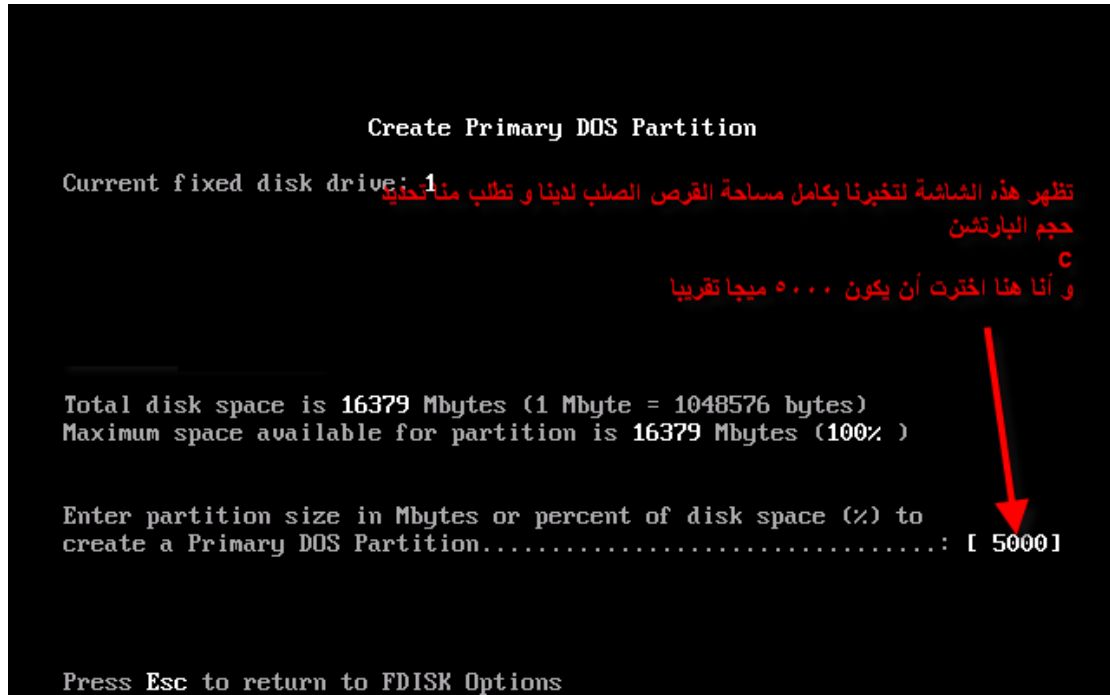 Create Primary DOS Partition
Current fixed disk drive: 1
تظهر هذه الشاشة لتخبرنا بكامل مساحة القرص الصلب لدينا و تطلب منا تحديد
حجم البارتشن
c
و أنا هنا اخترت أن يكون ٥٠٠٠ ميجا تقريبا
Total disk space is 16379 Mbytes (1 Mbyte = 1048576 bytes)
Maximum space available for partition is 16379 Mbytes (100% )
Enter partition size in Mbytes or percent of disk space (%) to
create a Primary DOS Partition..................................: [ 5000]
Press Esc to return to FDISK Options